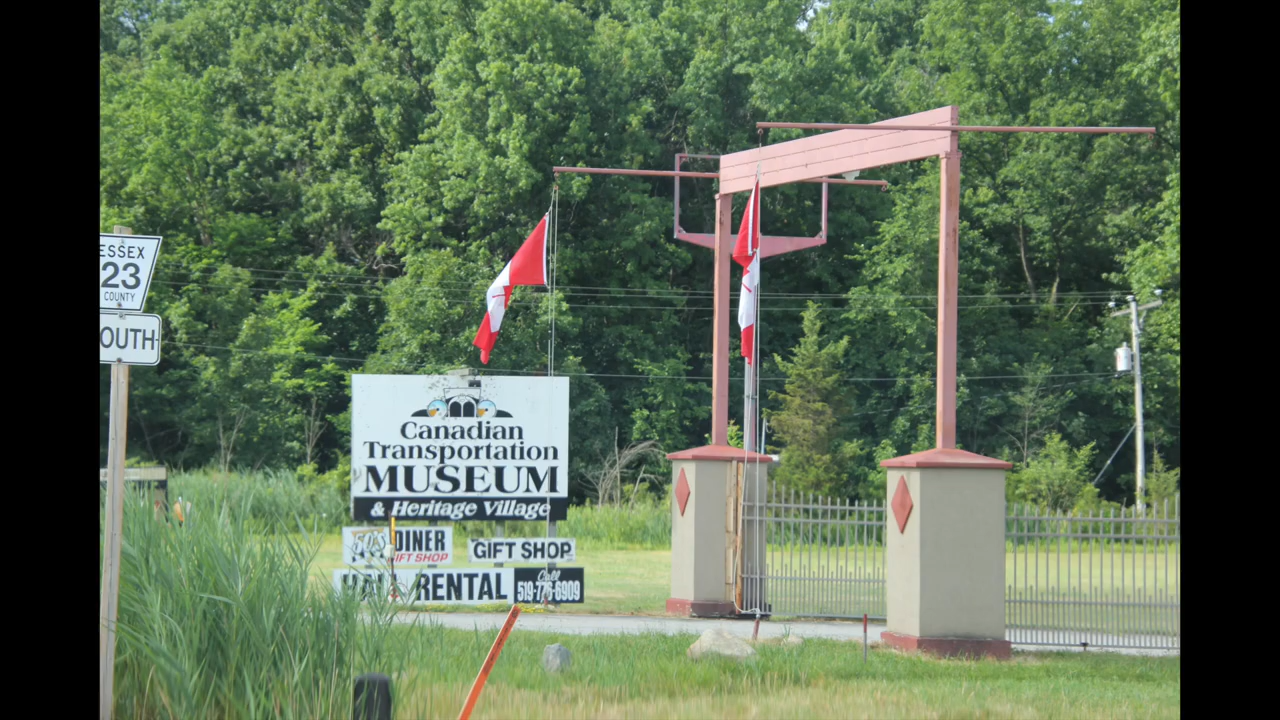 ESSEX
23
COUNTY
OUTH
Canadian
Transportation
MUSEUM
& Heritage Village
50's DINER
GIFT SHOP
GIFT SHOP
RENTAL
Call
519-776-6909